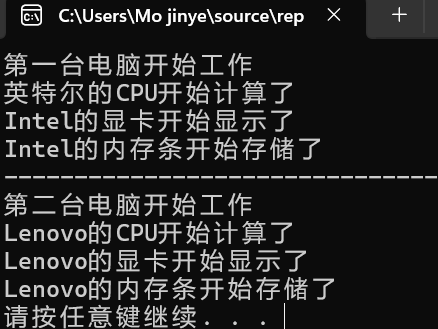 C:\Users\Mo jinye\source\rep
第一台电脑开始工作
英特尔的CPU开始计算了
Intel的显卡开始显示了
Intel的内存条开始存储了
-------------------------------
第二台电脑开始工作
Lenovo的CPU开始计算了
Lenovo的显卡开始显示了
Lenovo的内存条开始存储了
请按任意键继续. . .